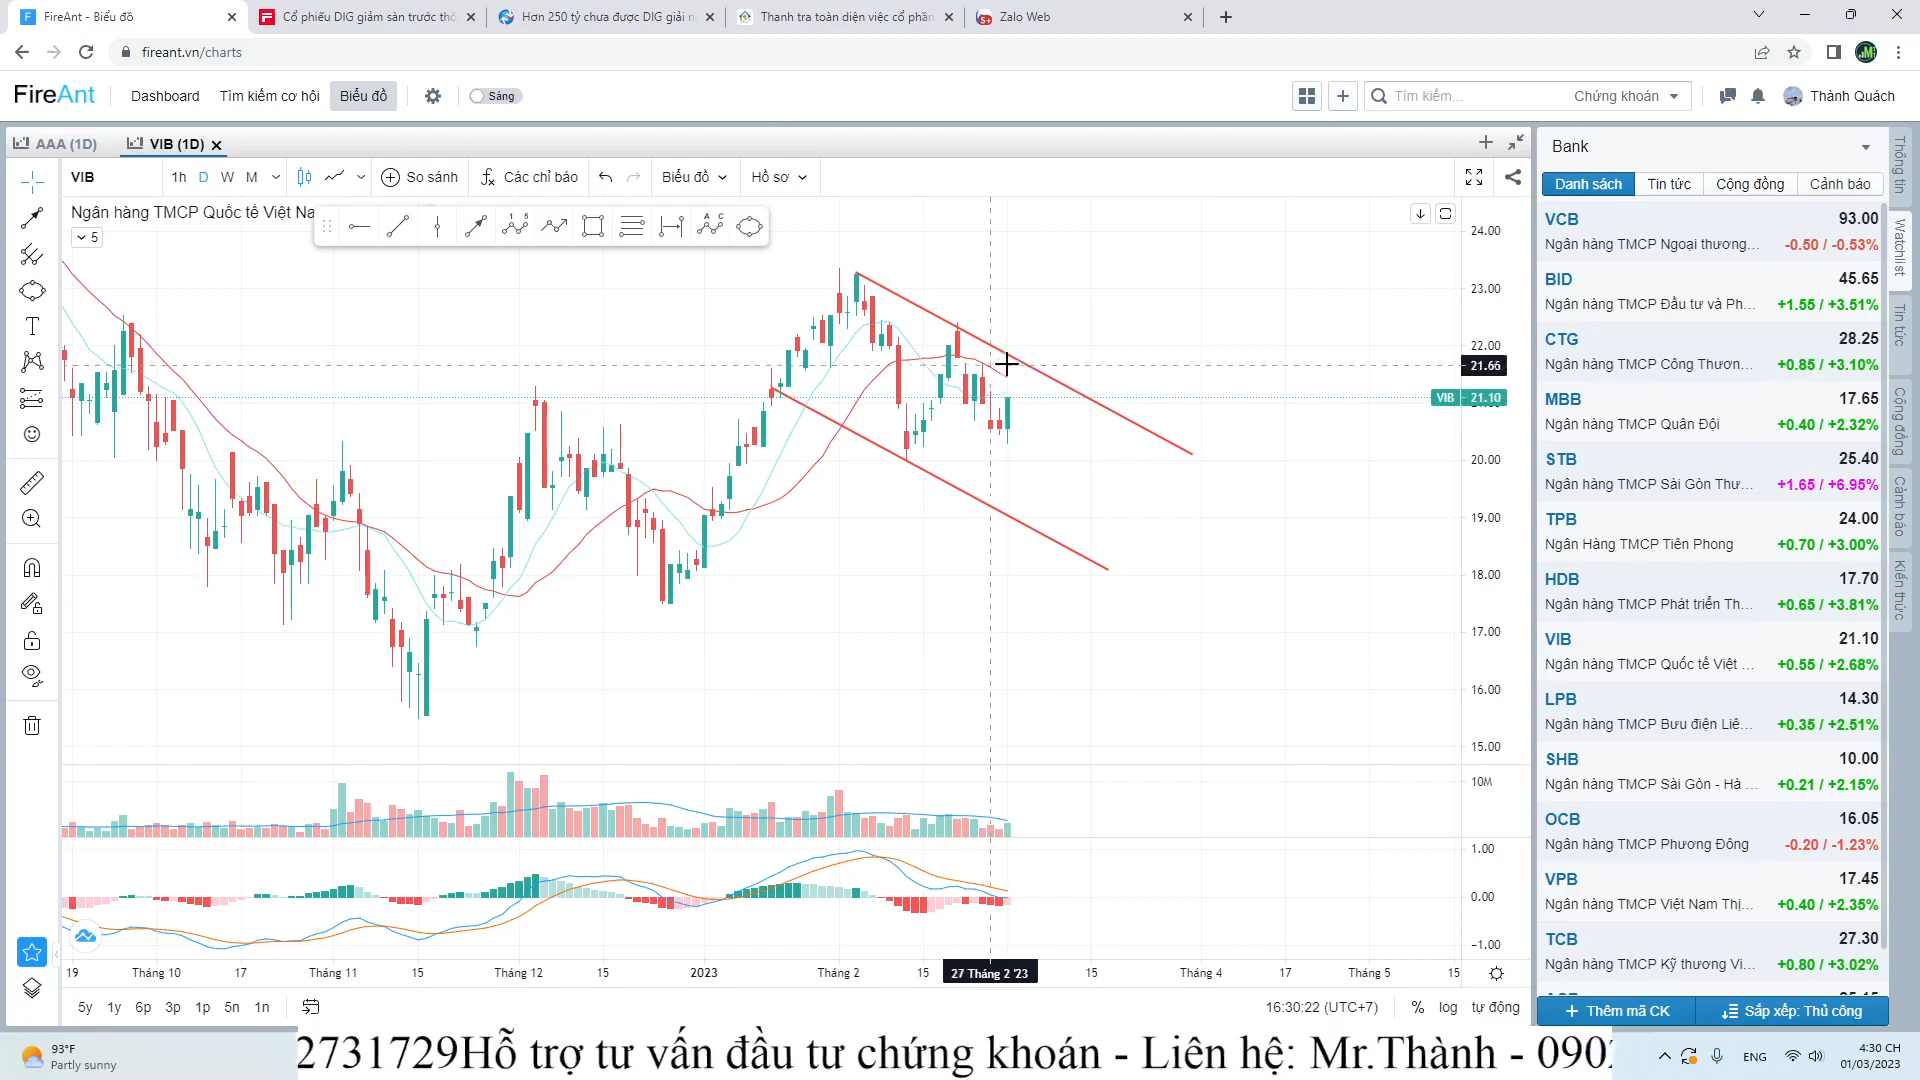 FireAnt - Biểu đồ
Cổ phiếu DIG giảm sàn trước thô
Hơn 250 tỷ chưa được DIG giải n
Thanh tra toàn diện việc cổ phần
Zalo Web
fireant.vn/charts
FireAnt
Dashboard
Tìm kiếm cơ hội
Biểu đồ
Sáng
Tìm kiếm...
Chứng khoán
Thành Quách
AAA (1D)
VIB (1D)
VIB
1h
D
W
M
So sánh
Các chỉ báo
Biểu đồ
Hồ sơ
Ngân hàng TMCP Quốc tế Việt Na
5
24.00
23.00
22.00
21.66
VIB 21.10
20.00
19.00
18.00
17.00
16.00
15.00
10M
1.00
0.00
−1.00
19
Tháng 10
17
Tháng 11
15
Tháng 12
15
2023
Tháng 2
15
27 Tháng 2 '23
15
Tháng 4
17
Tháng 5
15
5y
1y
6p
3p
1p
5n
1n
16:30:22 (UTC+7)
%
log
tự động
Bank
Danh sách
Tin tức
Cộng đồng
Cảnh báo
VCB 93.00
Ngân hàng TMCP Ngoại thương... -0.50 / -0.53%
BID 45.65
Ngân hàng TMCP Đầu tư và Ph... +1.55 / +3.51%
CTG 28.25
Ngân hàng TMCP Công Thươn... +0.85 / +3.10%
MBB 17.65
Ngân hàng TMCP Quân Đội +0.40 / +2.32%
STB 25.40
Ngân hàng TMCP Sài Gòn Thư... +1.65 / +6.95%
TPB 24.00
Ngân Hàng TMCP Tiên Phong +0.70 / +3.00%
HDB 17.70
Ngân hàng TMCP Phát triển Th... +0.65 / +3.81%
VIB 21.10
Ngân hàng TMCP Quốc tế Việt ... +0.55 / +2.68%
LPB 14.30
Ngân hàng TMCP Bưu điện Liê... +0.35 / +2.51%
SHB 10.00
Ngân hàng TMCP Sài Gòn - Hà ... +0.21 / +2.15%
OCB 16.05
Ngân hàng TMCP Phương Đông -0.20 / -1.23%
VPB 17.45
Ngân hàng TMCP Việt Nam Thị... +0.40 / +2.35%
TCB 27.30
Ngân hàng TMCP Kỹ thương Vi... +0.80 / +3.02%
Thêm mã CK
Sắp xếp: Thủ công
Thông tin
Watchlist
Tin tức
Cộng đồng
Cảnh báo
Kiến thức
93°F
Partly sunny
2731729Hỗ trợ tư vấn đầu tư chứng khoán - Liên hệ: Mr.Thành - 090
ENG
4:30 CH
01/03/2023